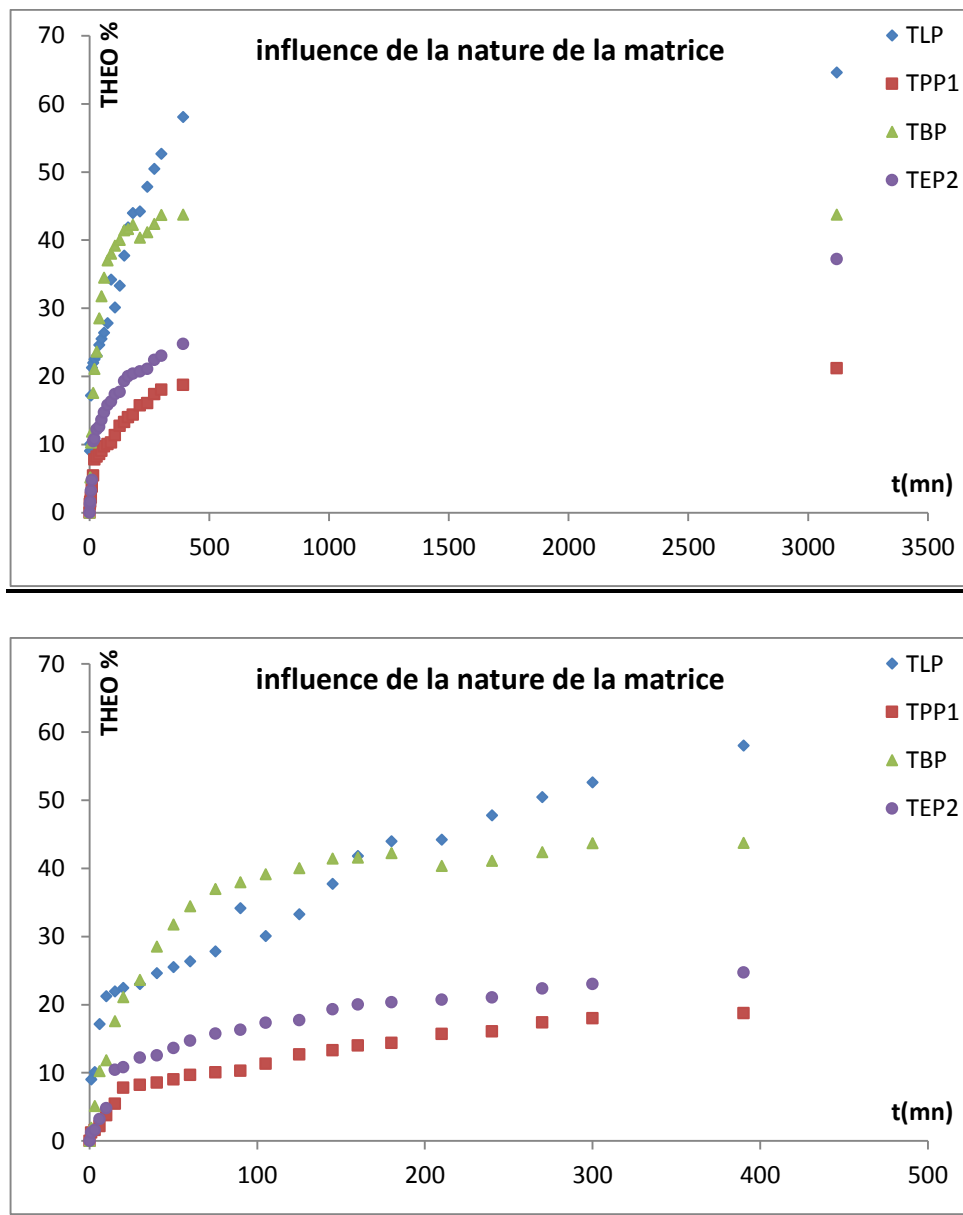 influence de la nature de la matrice
THEO %
70
60
50
40
30
20
10
0
0 500 1000 1500 2000 2500 3000 3500
t(mn)
TLP
TPP1
TBP
TEP2
influence de la nature de la matrice
THEO %
70
60
50
40
30
20
10
0
0 100 200 300 400 500
t(mn)
TLP
TPP1
TBP
TEP2